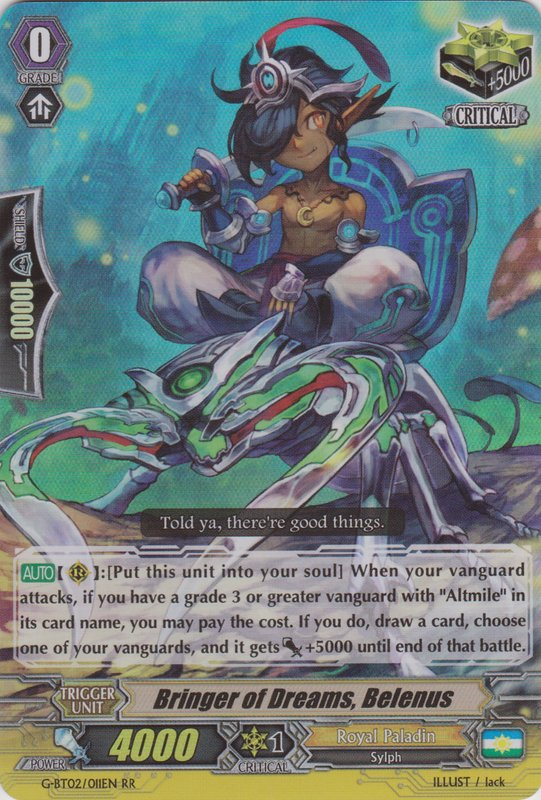 0
GRADE
+5000
CRITICAL
SHIELD
10000
Told ya, there're good things.
AUTO【 】:[Put this unit into your soul] When your vanguard
attacks, if you have a grade 3 or greater vanguard with "Altmile" in
its card name, you may pay the cost. If you do, draw a card, choose
one of your vanguards, and it gets +5000 until end of that battle.
TRIGGER
UNIT
Bringer of Dreams, Belenus
POWER
4000
1
CRITICAL
Royal Paladin
Sylph
G-BT02/011EN RR
ILLUST / lack